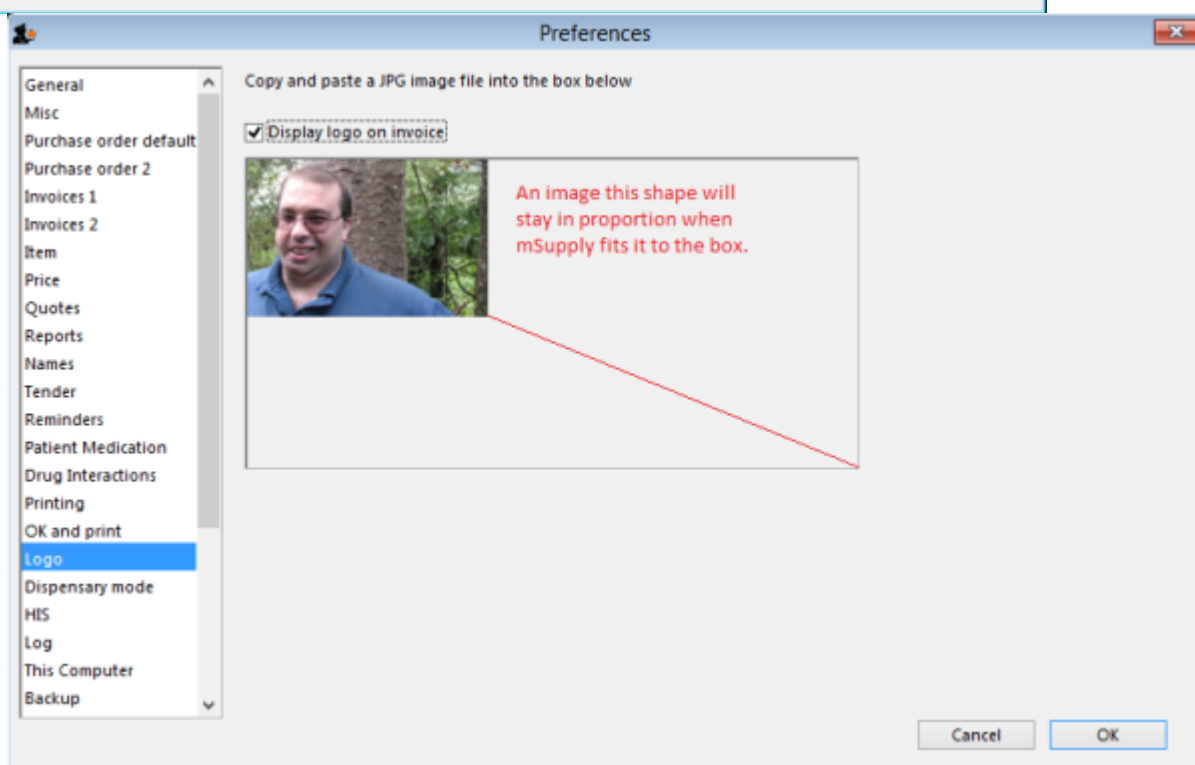 Preferences
General
Misc
Purchase order default
Purchase order 2
Invoices 1
Invoices 2
Item
Price
Quotes
Reports
Names
Tender
Reminders
Patient Medication
Drug Interactions
Printing
OK and print
Logo
Dispensary mode
HIS
Log
This Computer
Backup
Copy and paste a JPG image file into the box below
Display logo on invoice
An image this shape will
stay in proportion when
mSupply fits it to the box.
Cancel
OK